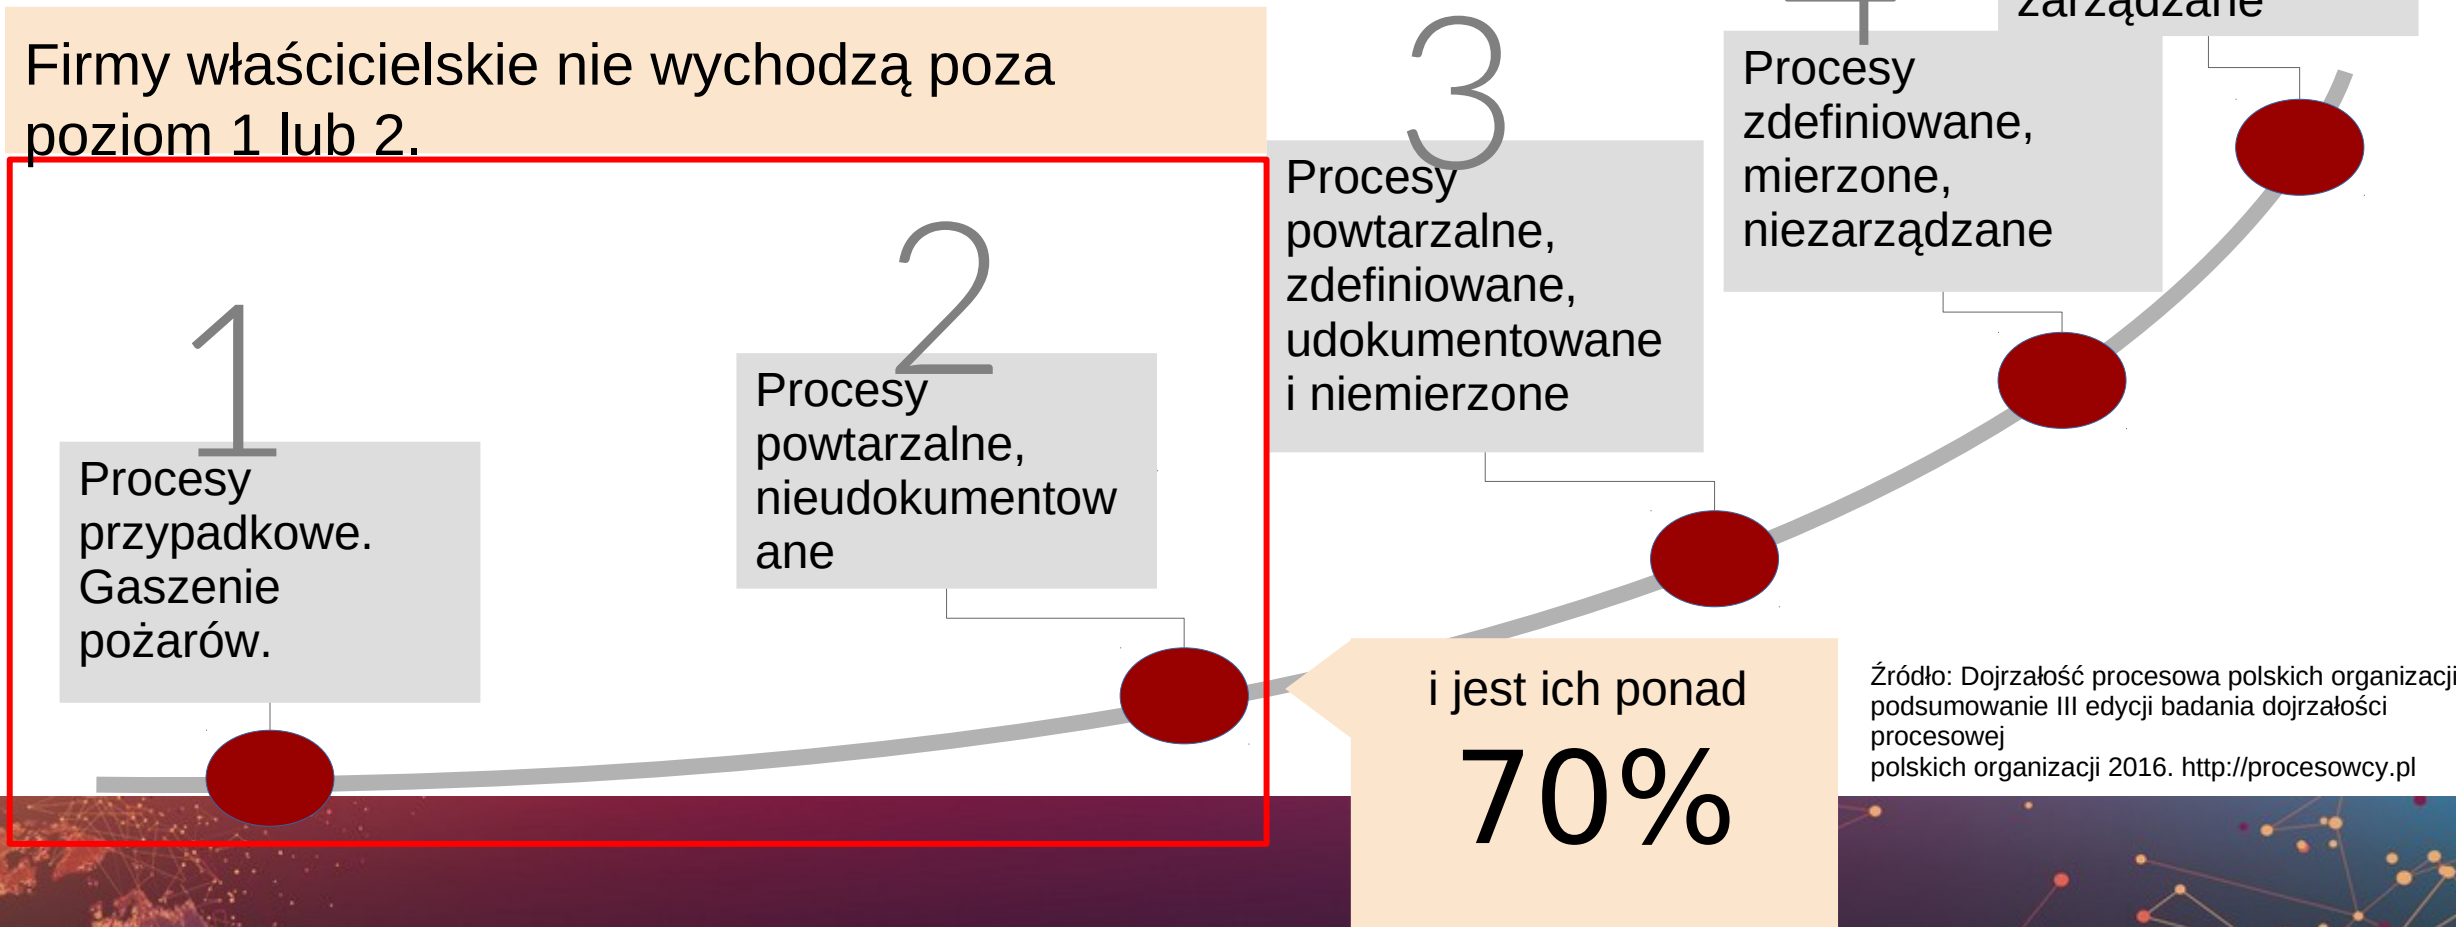 Firmy właścicielskie nie wychodzą poza
poziom 1 lub 2.
1
Procesy
przypadkowe.
Gaszenie
pożarów.
2
Procesy
powtarzalne,
nieudokumentow
ane
3
Procesy
powtarzalne,
zdefiniowane,
udokumentowane
i niemierzone
Procesy
zdefiniowane,
mierzone,
niezarządzane
zarządzane
i jest ich ponad
70%
Źródło: Dojrzałość procesowa polskich organizacji
podsumowanie III edycji badania dojrzałości
procesowej
polskich organizacji 2016. http://procesowcy.pl